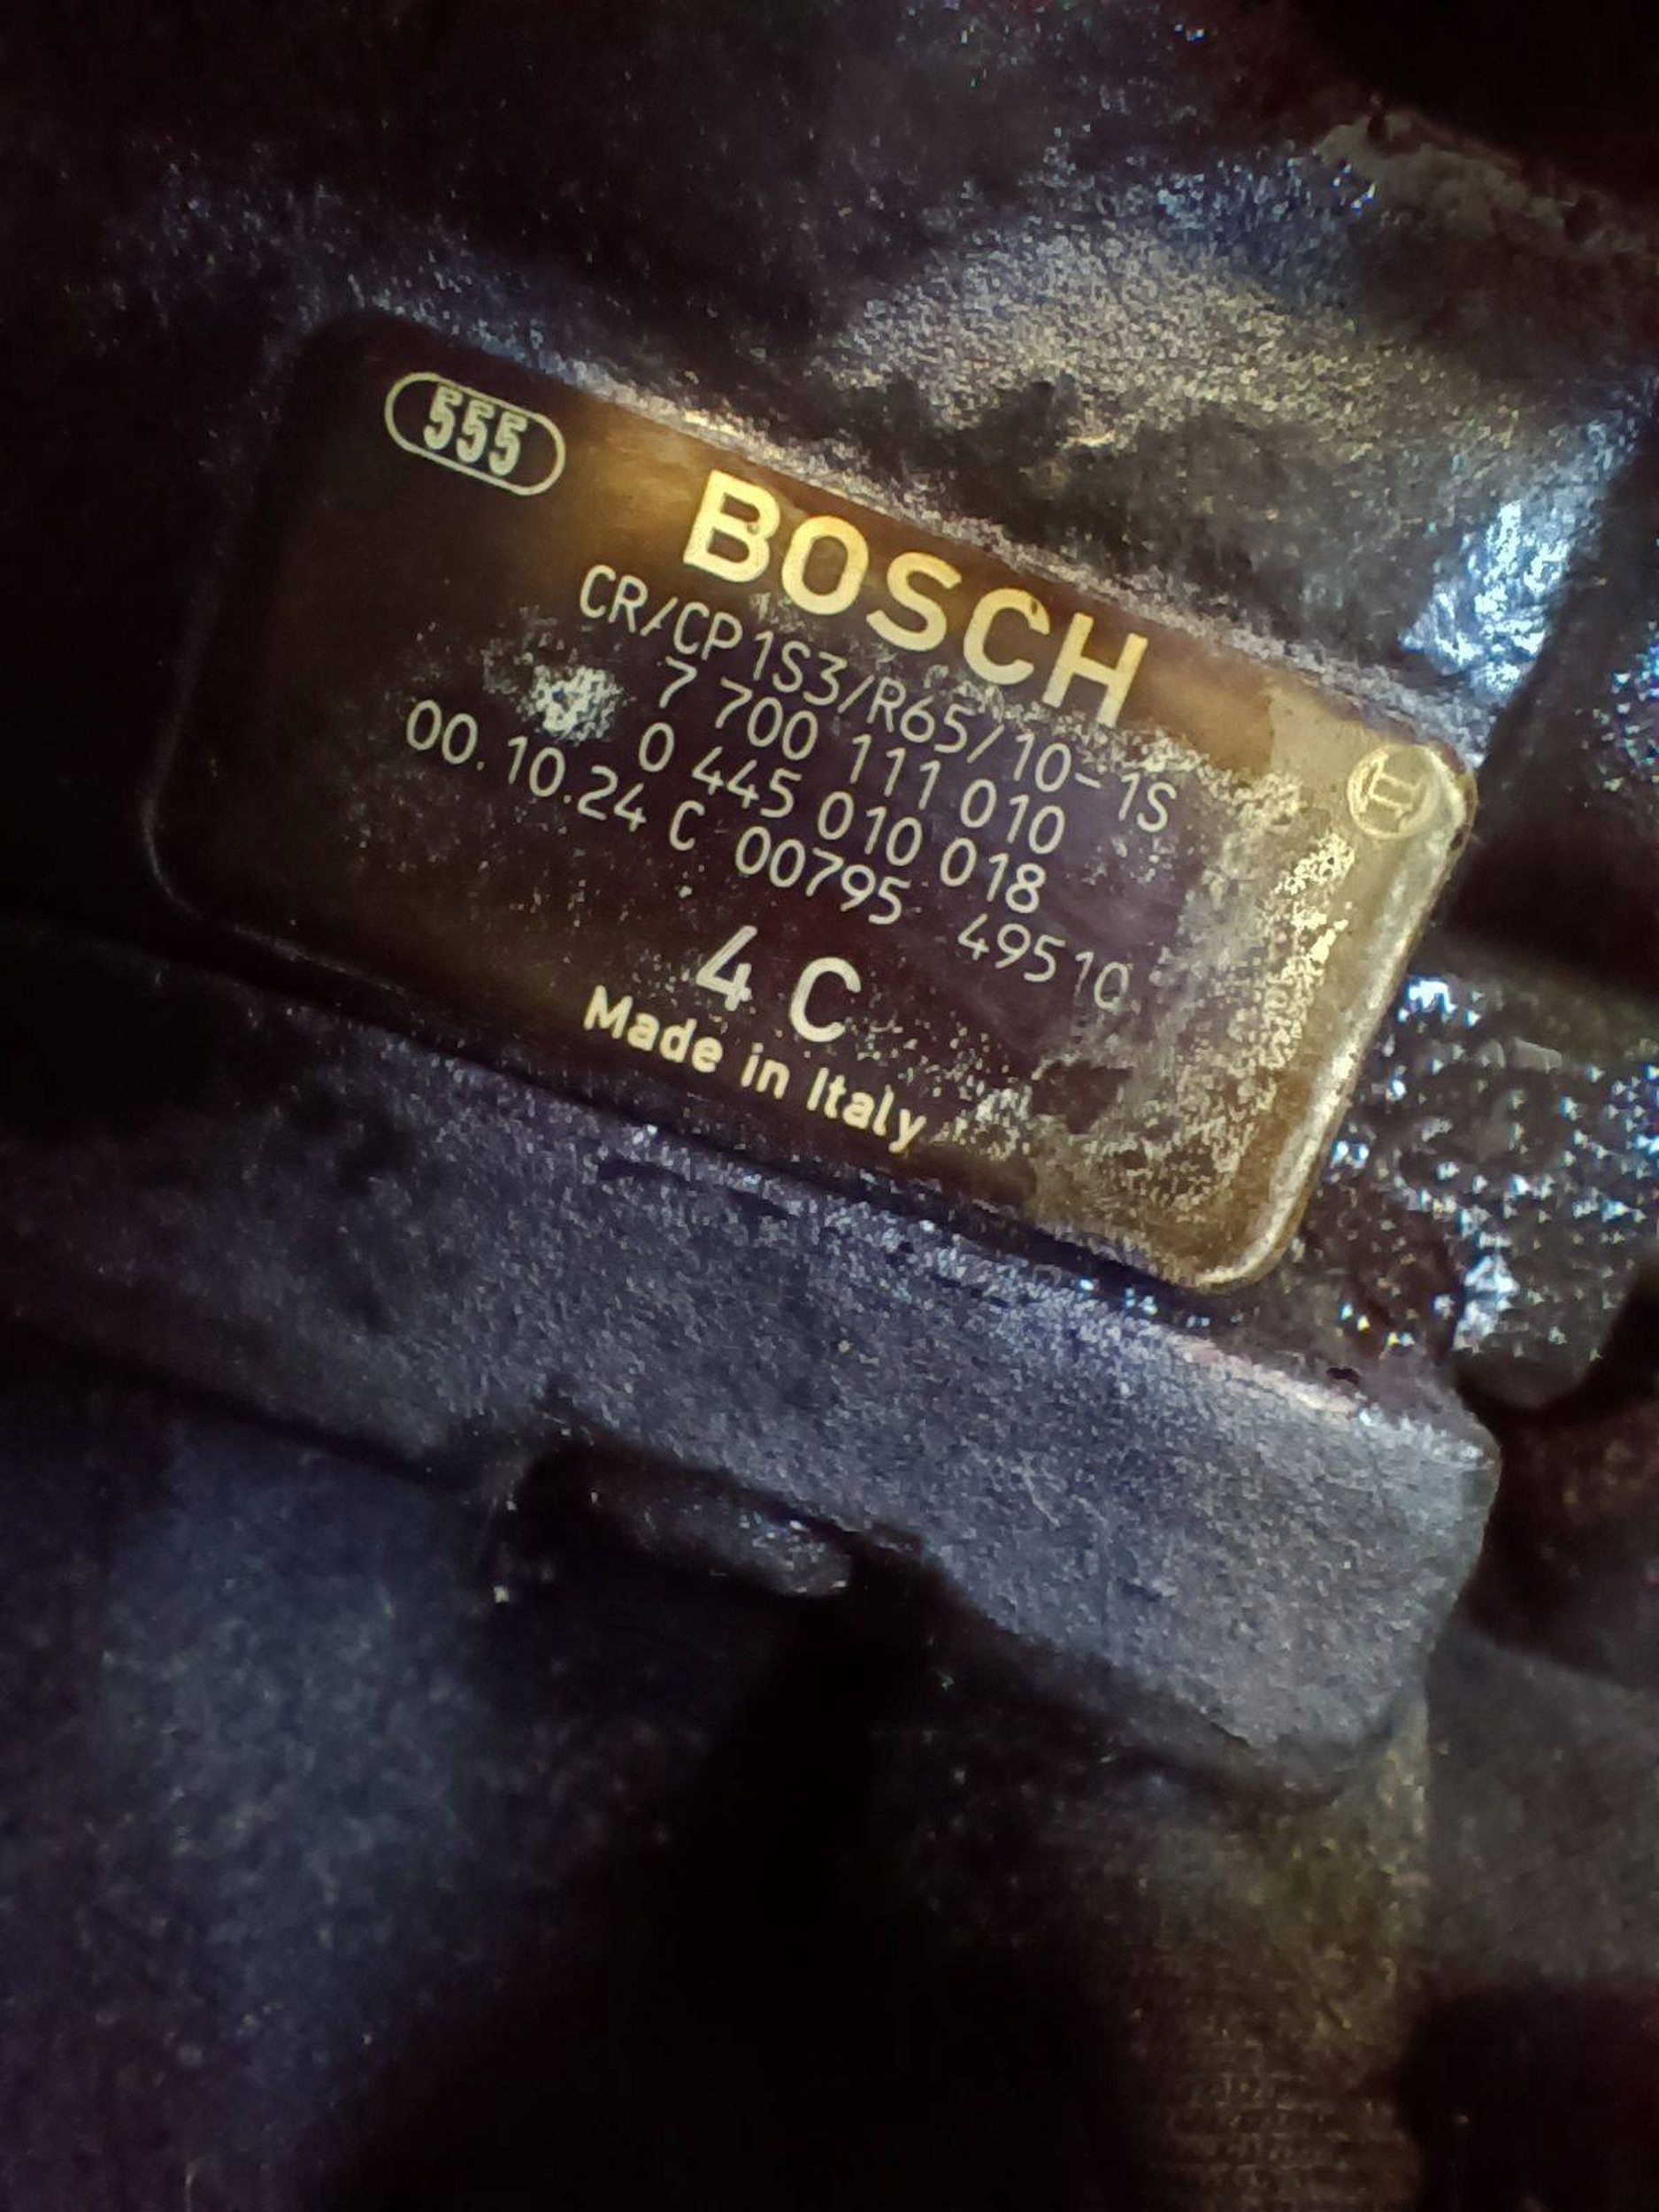 555
BOSCH
CR/CP1S3/R65/10-1S
7 700 111 010
0 445 010 018
00.10.24 C 00795 49510
4 C
Made in Italy